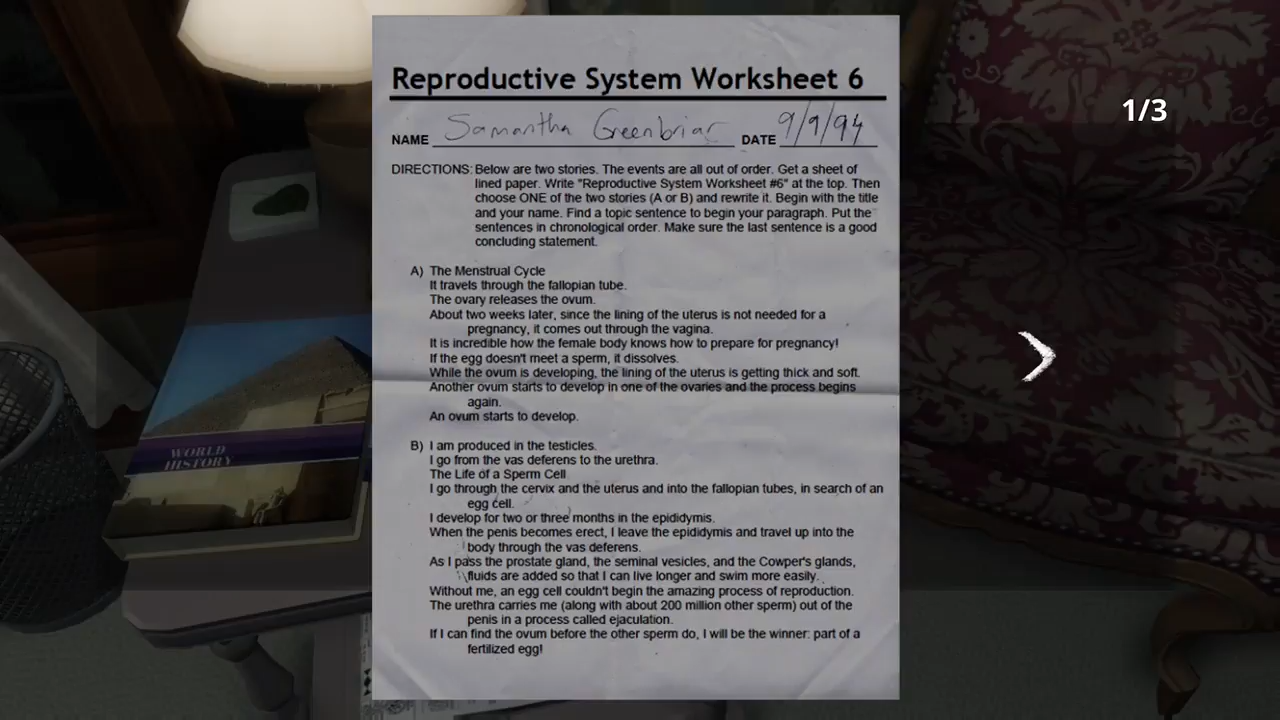 Reproductive System Worksheet 6
1/3
NAME Samantha Greenbriar DATE 9/9/94
DIRECTIONS: Below are two stories. The events are all out of order. Get a sheet of
lined paper. Write "Reproductive System Worksheet #6" at the top. Then
choose ONE of the two stories (A or B) and rewrite it. Begin with the title
and your name. Find a topic sentence to begin your paragraph. Put the
sentences in chronological order. Make sure the last sentence is a good
concluding statement.
A) The Menstrual Cycle
It travels through the fallopian tube.
The ovary releases the ovum.
About two weeks later, since the lining of the uterus is not needed for a
pregnancy, it comes out through the vagina.
It is incredible how the female body knows how to prepare for pregnancy!
If the egg doesn't meet a sperm, it dissolves.
While the ovum is developing, the lining of the uterus is getting thick and soft.
Another ovum starts to develop in one of the ovaries and the process begins
again.
An ovum starts to develop.
B) I am produced in the testicles.
I go from the vas deferens to the urethra.
The Life of a Sperm Cell
I go through the cervix and the uterus and into the fallopian tubes, in search of an
egg cell.
I develop for two or three months in the epididymis.
When the penis becomes erect, I leave the epididymis and travel up into the
body through the vas deferens.
As I pass the prostate gland, the seminal vesicles, and the Cowper's glands,
fluids are added so that I can live longer and swim more easily.
Without me, an egg cell couldn't begin the amazing process of reproduction.
The urethra carries me (along with about 200 million other sperm) out of the
penis in a process called ejaculation.
If I can find the ovum before the other sperm do, I will be the winner: part of a
fertilized egg!
WORLD
HISTORY